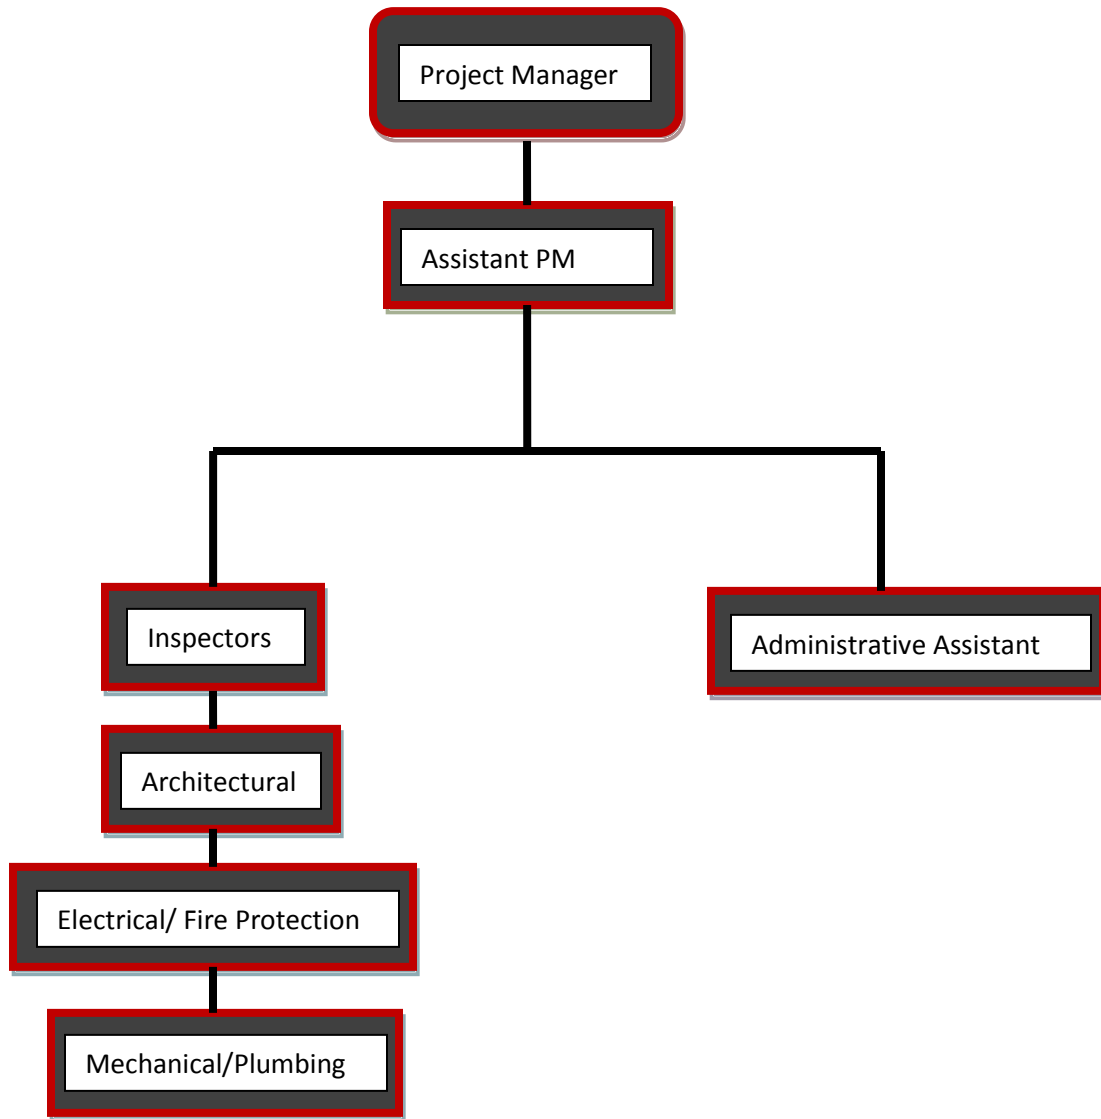 Project Manager
Assistant PM
Inspectors
Administrative Assistant
Architectural
Electrical/ Fire Protection
Mechanical/Plumbing